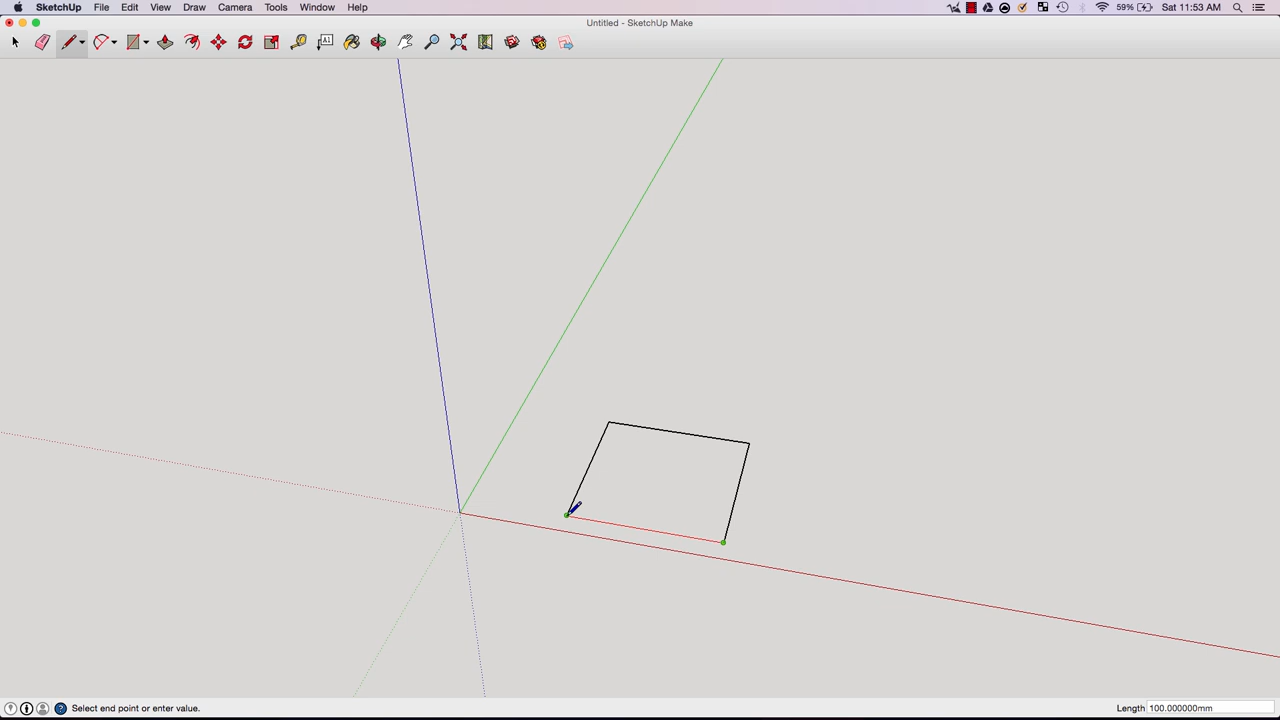 SketchUp File Edit View Draw Camera Tools Window Help 59% Sat 11:53 AM
Untitled - SketchUp Make
A1
Select end point or enter value. Length 100.000000mm